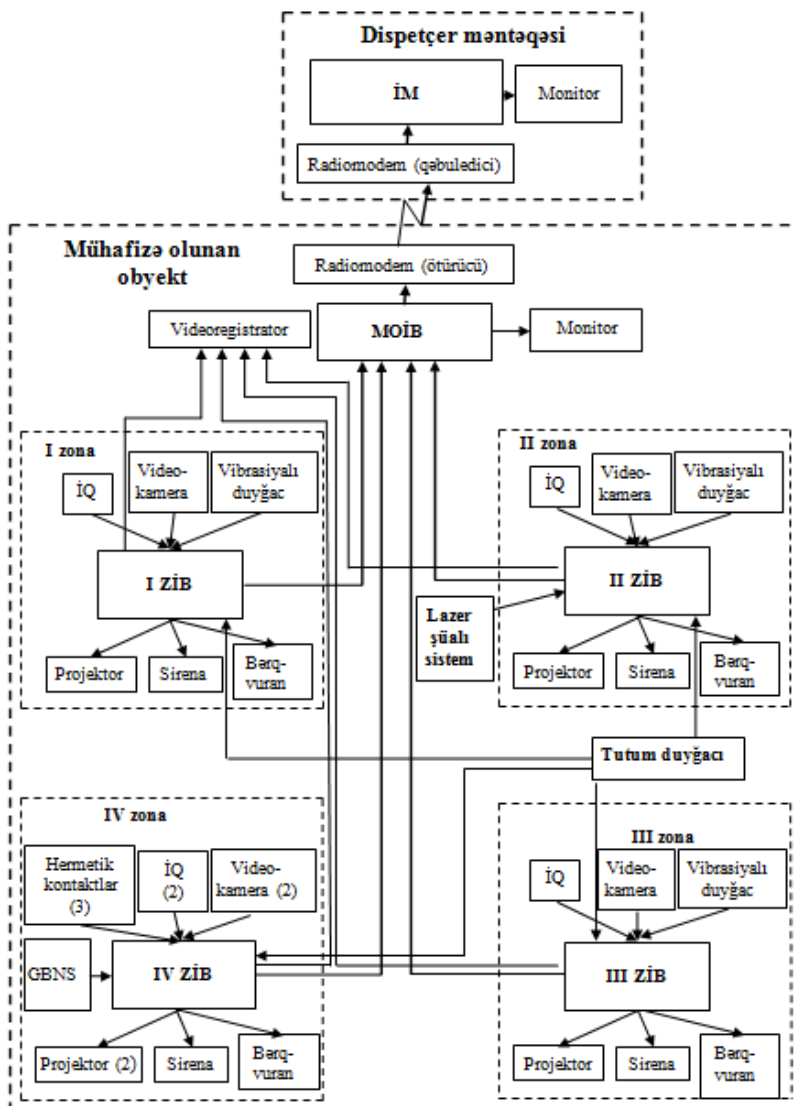 Dispetçer məntəqəsi
İM
Monitor
Radiomodem (qəbuledici)
Mühafizə olunan
obyekt
Radiomodem (ötürücü)
Videoregistrator
MOİB
Monitor
I zona
İQ
Video-
kamera
Vibrasiyalı
duyğac
I ZİB
Projektor
Sirena
Bərq-
vuran
II zona
İQ
Video-
kamera
Vibrasiyalı
duyğac
II ZİB
Lazer
şüalı
sistem
Projektor
Sirena
Bərq-
vuran
Tutum duyğacı
IV zona
Hermetik
kontaktlar
(3)
İQ
(2)
Video-
kamera (2)
GBNS
IV ZİB
Projektor (2)
Sirena
Bərq-
vuran
III zona
İQ
Video-
kamera
Vibrasiyalı
duyğac
III ZİB
Projektor
Sirena
Bərq-
vuran